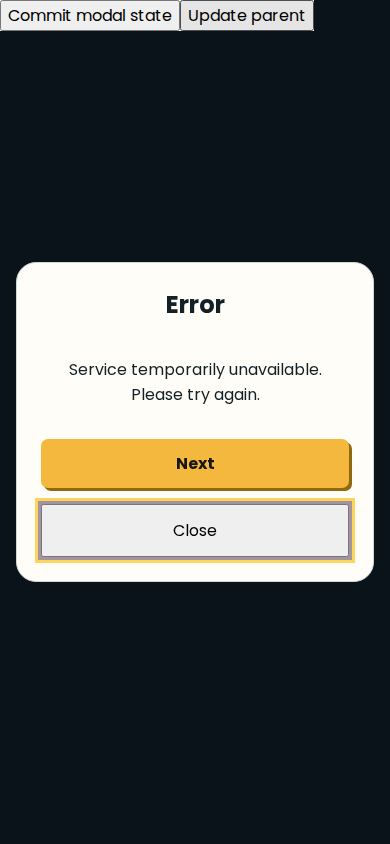 Commit modal state Update parent
Error
Service temporarily unavailable.
Please try again.
Next
Close